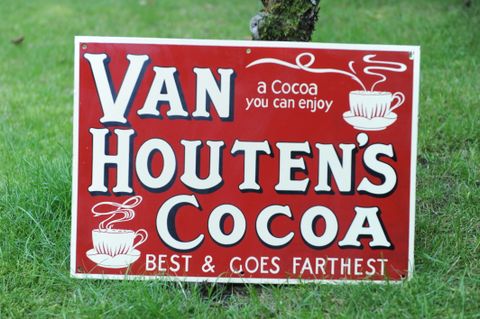 VAN
a Cocoa
you can enjoy
HOUTEN'S
COCOA
BEST & GOES FARTHEST